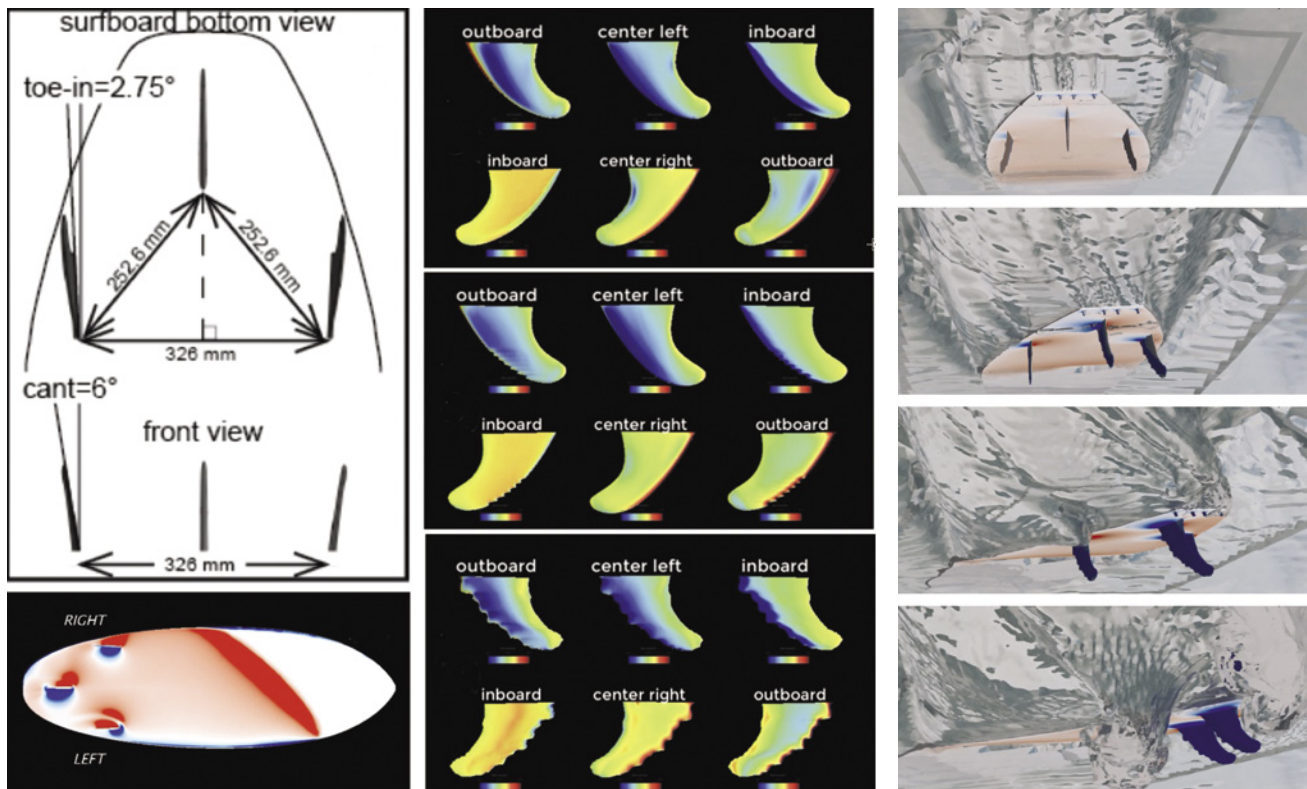 surfboard bottom view
toe-in=2.75°
252.6 mm
252.6 mm
326 mm
cant=6°
front view
326 mm
RIGHT
LEFT
outboard center left inboard
inboard center right outboard
outboard center left inboard
inboard center right outboard
outboard center left inboard
inboard center right outboard